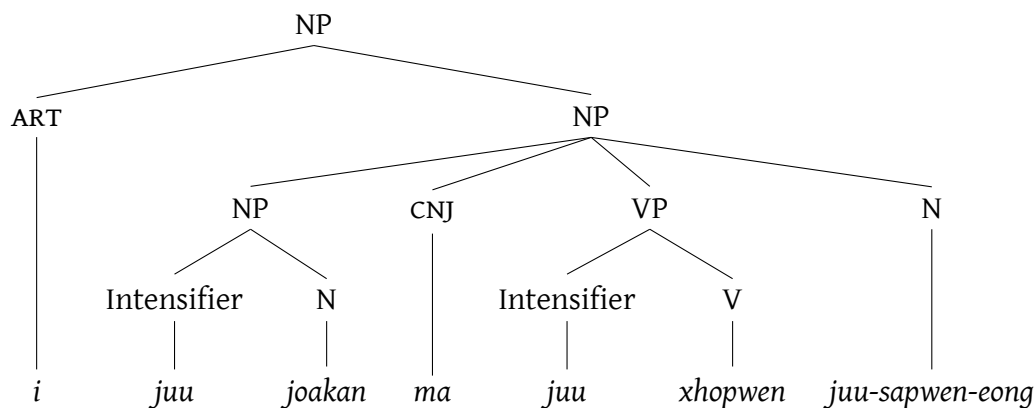 NP
ART NP
NP CNJ VP N
Intensifier N Intensifier V
i juu joakan ma juu xhopwen juu-sapwen-eong